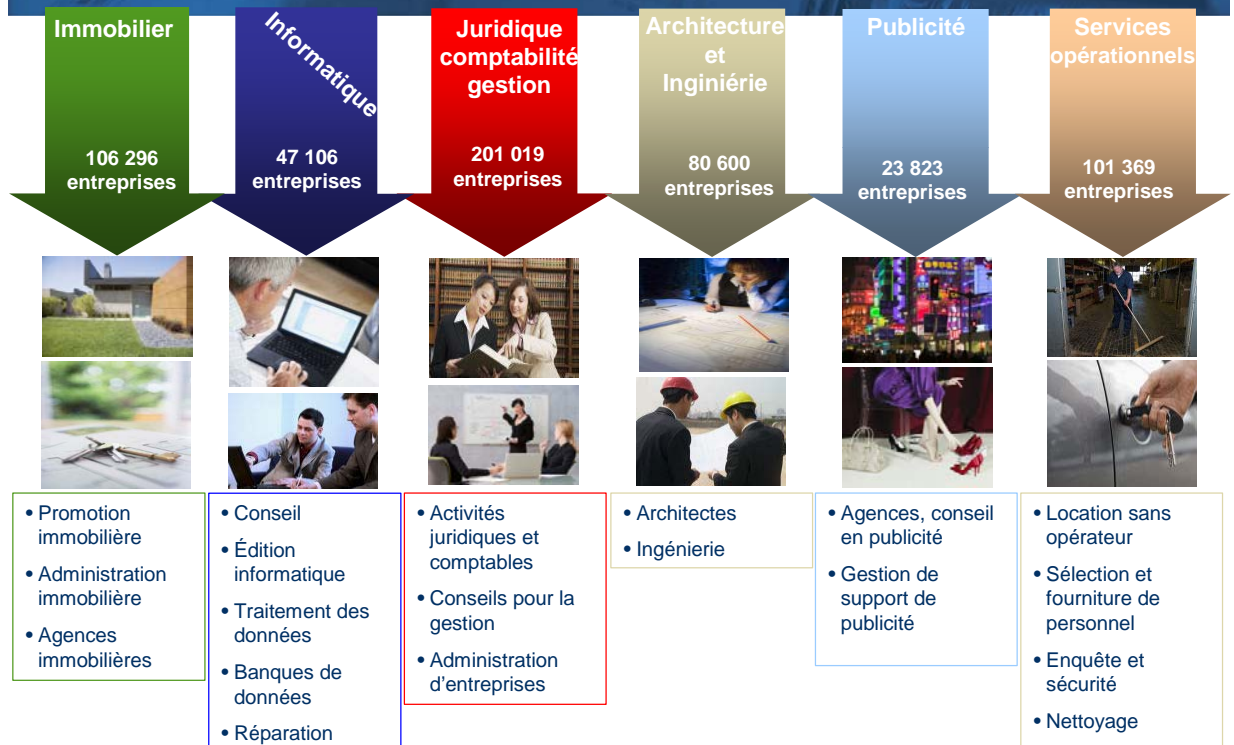 Immobilier
106 296
entreprises
Informatique
47 106
entreprises
Juridique
comptabilité
gestion
201 019
entreprises
Architecture
et
Inginiérie
80 600
entreprises
Publicité
23 823
entreprises
Services
opérationnels
101 369
entreprises
• Promotion
immobilière
• Administration
immobilière
• Agences
immobilières
• Conseil
• Édition
informatique
• Traitement des
données
• Banques de
données
• Réparation
• Activités
juridiques et
comptables
• Conseils pour la
gestion
• Administration
d’entreprises
• Architectes
• Ingénierie
• Agences, conseil
en publicité
• Gestion de
support de
publicité
• Location sans
opérateur
• Sélection et
fourniture de
personnel
• Enquête et
sécurité
• Nettoyage